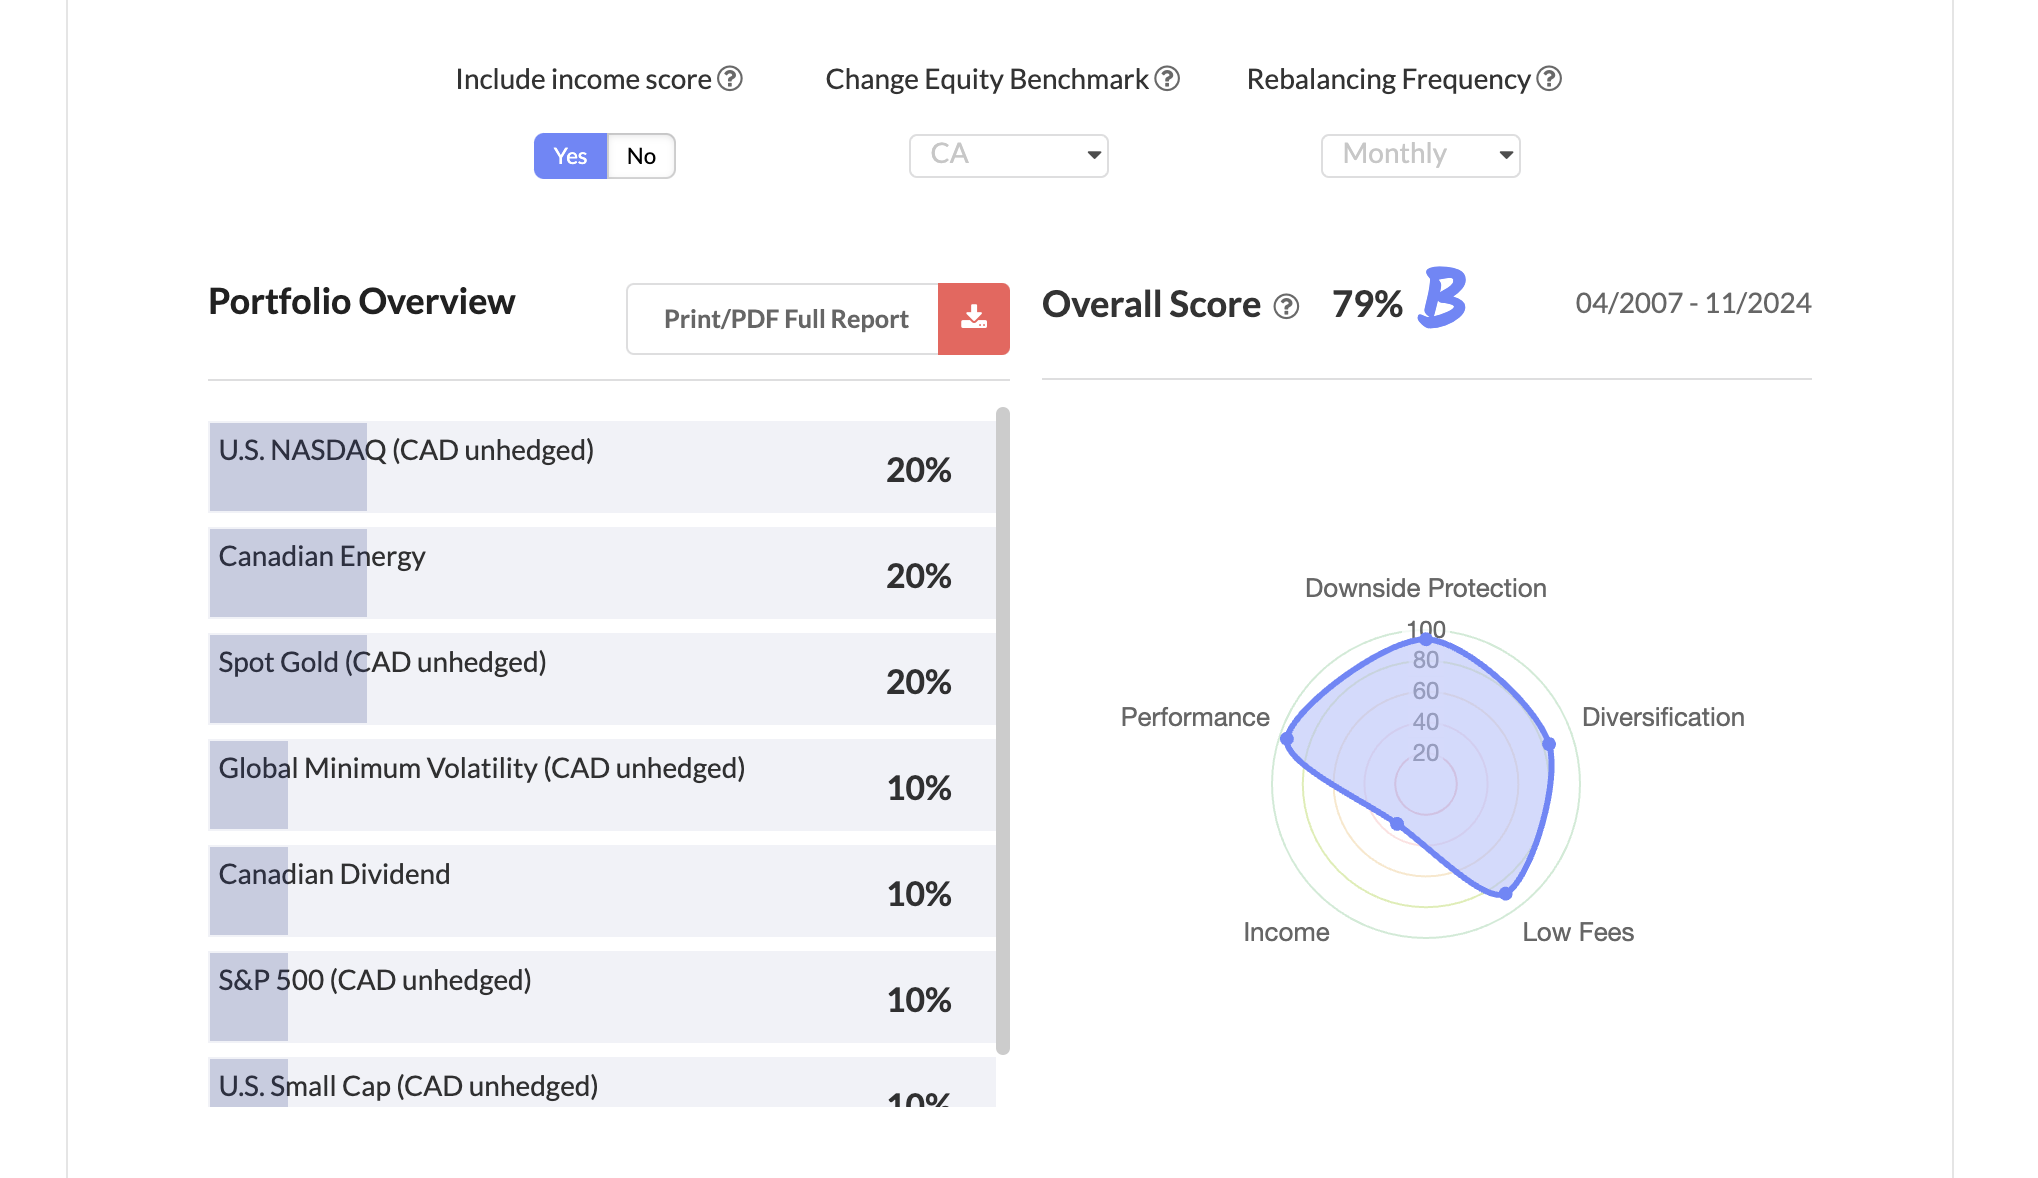 Include income score
Change Equity Benchmark
Rebalancing Frequency
Yes
No
CA
Monthly
Portfolio Overview
Print/PDF Full Report
Overall Score
79%
B
04/2007 - 11/2024
U.S. NASDAQ (CAD unhedged)
20%
Canadian Energy
20%
Spot Gold (CAD unhedged)
20%
Global Minimum Volatility (CAD unhedged)
10%
Canadian Dividend
10%
S&P 500 (CAD unhedged)
10%
U.S. Small Cap (CAD unhedged)
10%
Downside Protection
100
80
60
40
20
Performance
Diversification
Income
Low Fees